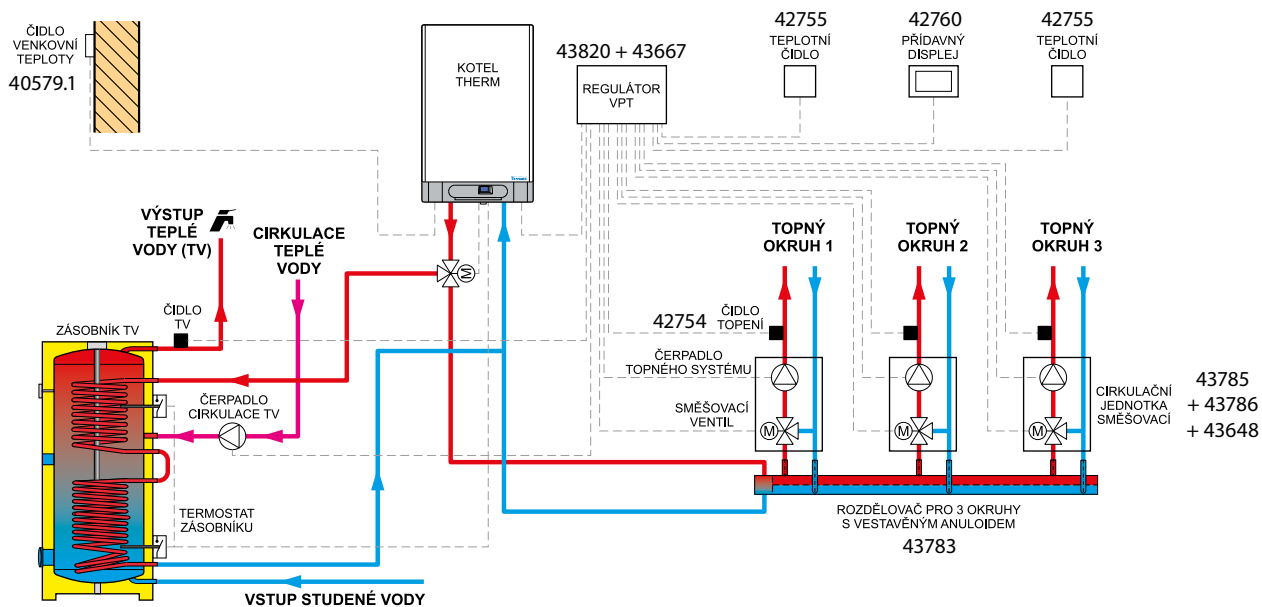 ČIDLO
VENKOVNÍ
TEPLOTY
40579.1
KOTEL
THERM
43820 + 43667
REGULÁTOR
VPT
42755
TEPLOTNÍ
ČIDLO
42760
PŘÍDAVNÝ
DISPLEJ
42755
TEPLOTNÍ
ČIDLO
VÝSTUP
TEPLÉ
VODY (TV)
CIRKULACE
TEPLÉ
VODY
M
TOPNÝ
OKRUH 1
TOPNÝ
OKRUH 2
TOPNÝ
OKRUH 3
ČIDLO
TV
ZÁSOBNÍK TV
42754
ČIDLO
TOPENÍ
ČERPADLO
TOPNÉHO SYSTÉMU
SMĚŠOVACÍ
VENTIL
M
M
M
CIRKULAČNÍ
JEDNOTKA
SMĚŠOVACÍ
43785
+ 43786
+ 43648
ČERPADLO
CIRKULACE TV
TERMOSTAT
ZÁSOBNÍKU
ROZDĚLOVAČ PRO 3 OKRUHY
S VESTAVĚNÝM ANULOIDEM
43783
VSTUP STUDENÉ VODY